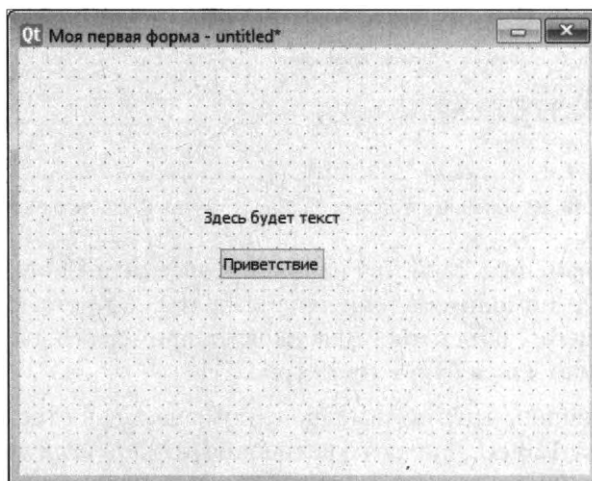 Qt Моя первая форма - untitled*
Здесь будет текст
Приветствие